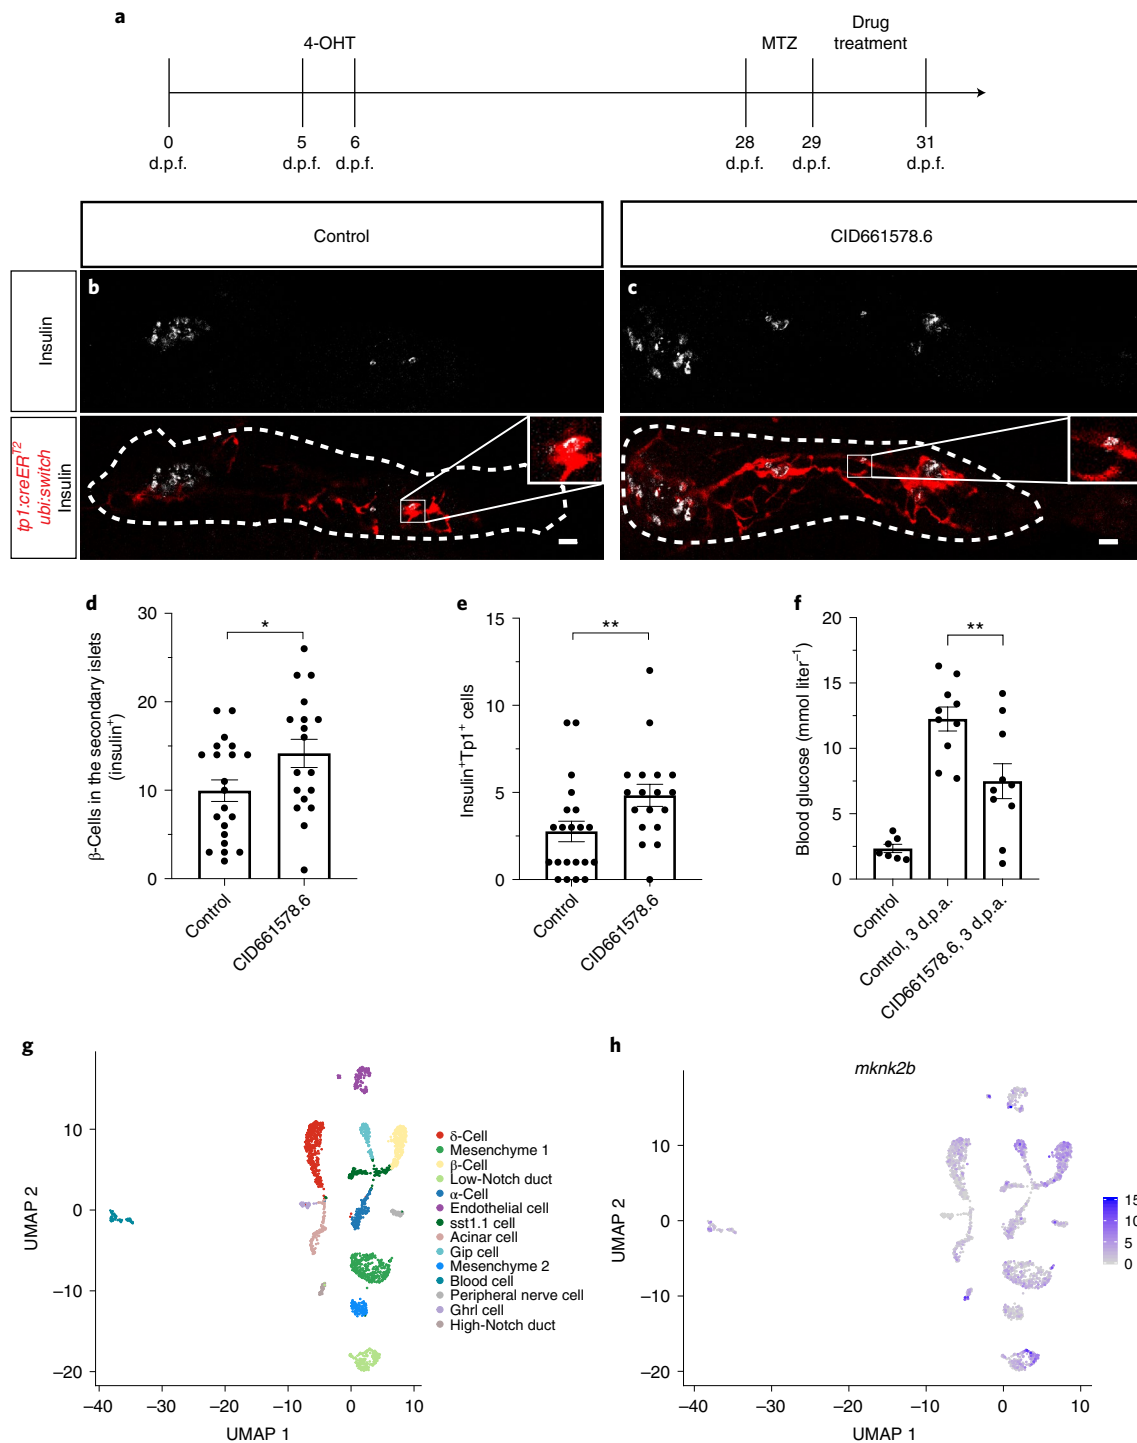 a
4-OHT
MTZ
Drug
treatment
0
d.p.f.
5
d.p.f.
6
d.p.f.
28
d.p.f.
29
d.p.f.
31
d.p.f.
Control
CID661578.6
Insulin
b
c
tp1:creER^T2
ubi:switch
Insulin
d
β-Cells in the secondary islets
(insulin⁺)
30
20
10
0
*
Control
CID661578.6
e
Insulin⁺Tp1⁺ cells
15
10
5
0
**
Control
CID661578.6
f
Blood glucose (mmol liter⁻¹)
20
15
10
5
0
**
Control
Control, 3 d.p.a.
CID661578.6, 3 d.p.a.
g
UMAP 2
10
0
−10
−20
−40
−30
−20
−10
0
10
UMAP 1
δ-Cell
Mesenchyme 1
β-Cell
Low-Notch duct
α-Cell
Endothelial cell
sst1.1 cell
Acinar cell
Gip cell
Mesenchyme 2
Blood cell
Peripheral nerve cell
Ghrl cell
High-Notch duct
h
mknk2b
UMAP 2
10
0
−10
−20
−40
−30
−20
−10
0
10
UMAP 1
15
10
5
0